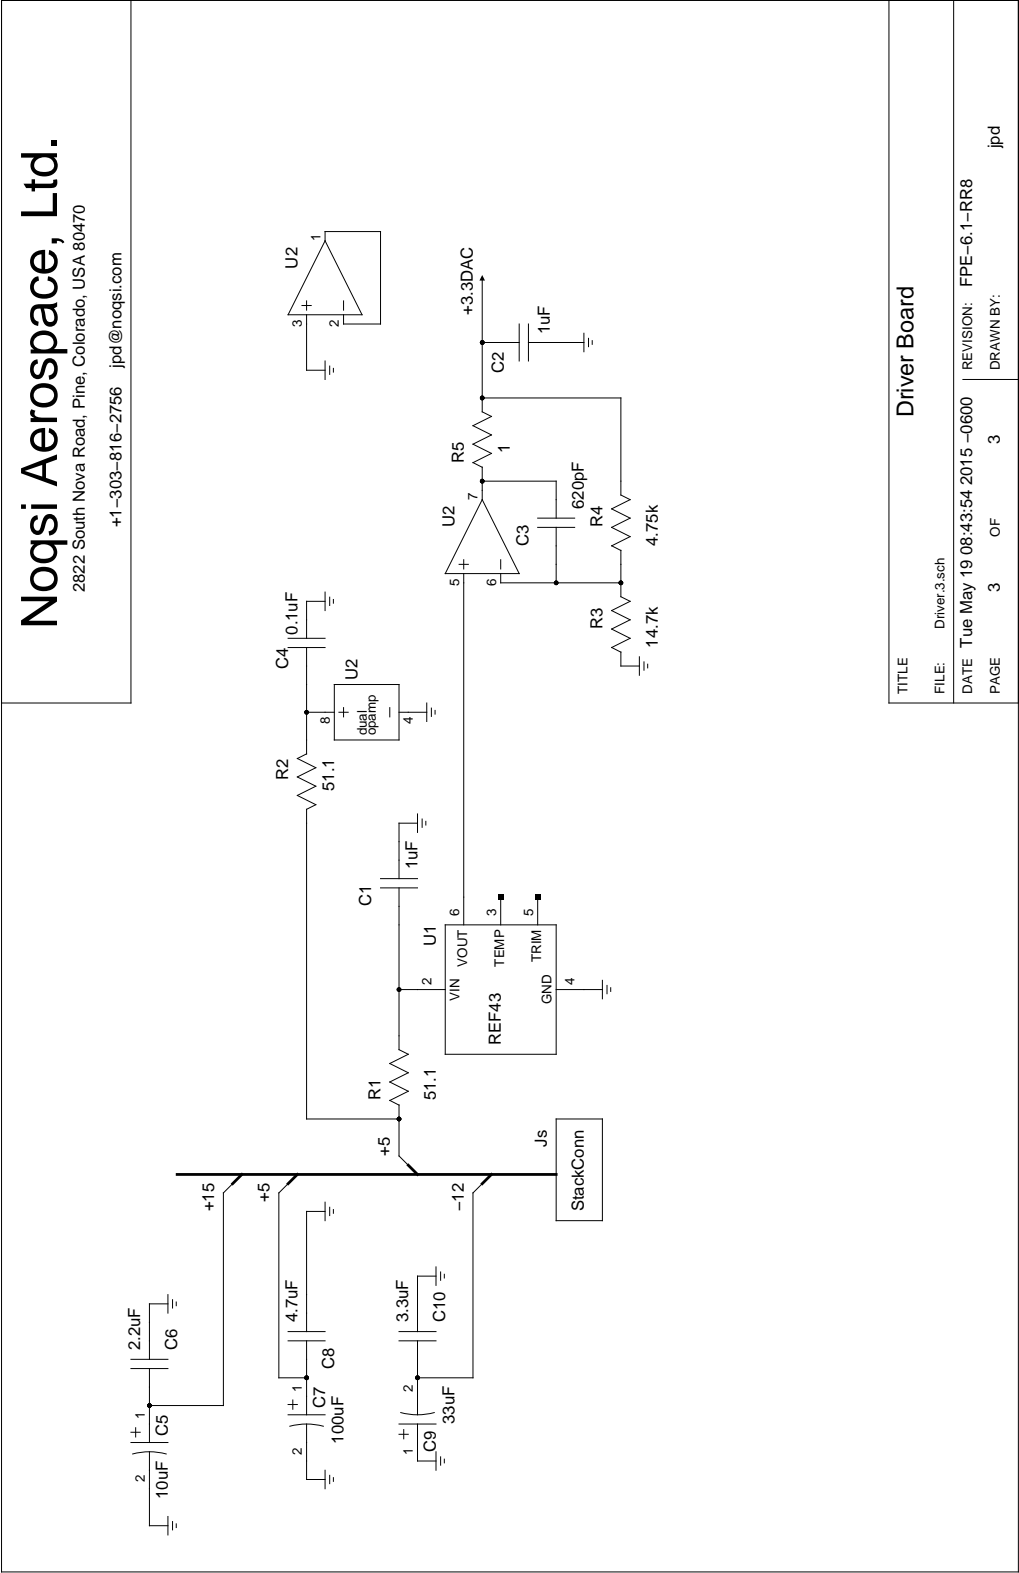 Noqsi Aerospace, Ltd.
2822 South Nova Road, Pine, Colorado, USA 80470
+1−303−816−2756 jpd@noqsi.com
2.2uF
C6
+ 1
C5
2
10uF
+15
4.7uF
C8
+ 1
C7
2
100uF
+5
3.3uF
C10
2
33uF
1 +
C9
−12
+5
Js
StackConn
R1
51.1
R2
51.1
C4
0.1uF
U2
8
+
dual
opamp
−
4
C1
1uF
U1
2
VIN
VOUT
6
TEMP
3
TRIM
5
REF43
GND
4
U2
3
+
2
−
1
U2
5
+
6
−
7
R5
1
C3
620pF
R4
4.75k
R3
14.7k
+3.3DAC
C2
1uF
TITLE
Driver Board
FILE: Driver.3.sch
DATE Tue May 19 08:43:54 2015 −0600
REVISION: FPE−6.1−RR8
PAGE 3 OF 3
DRAWN BY: jpd